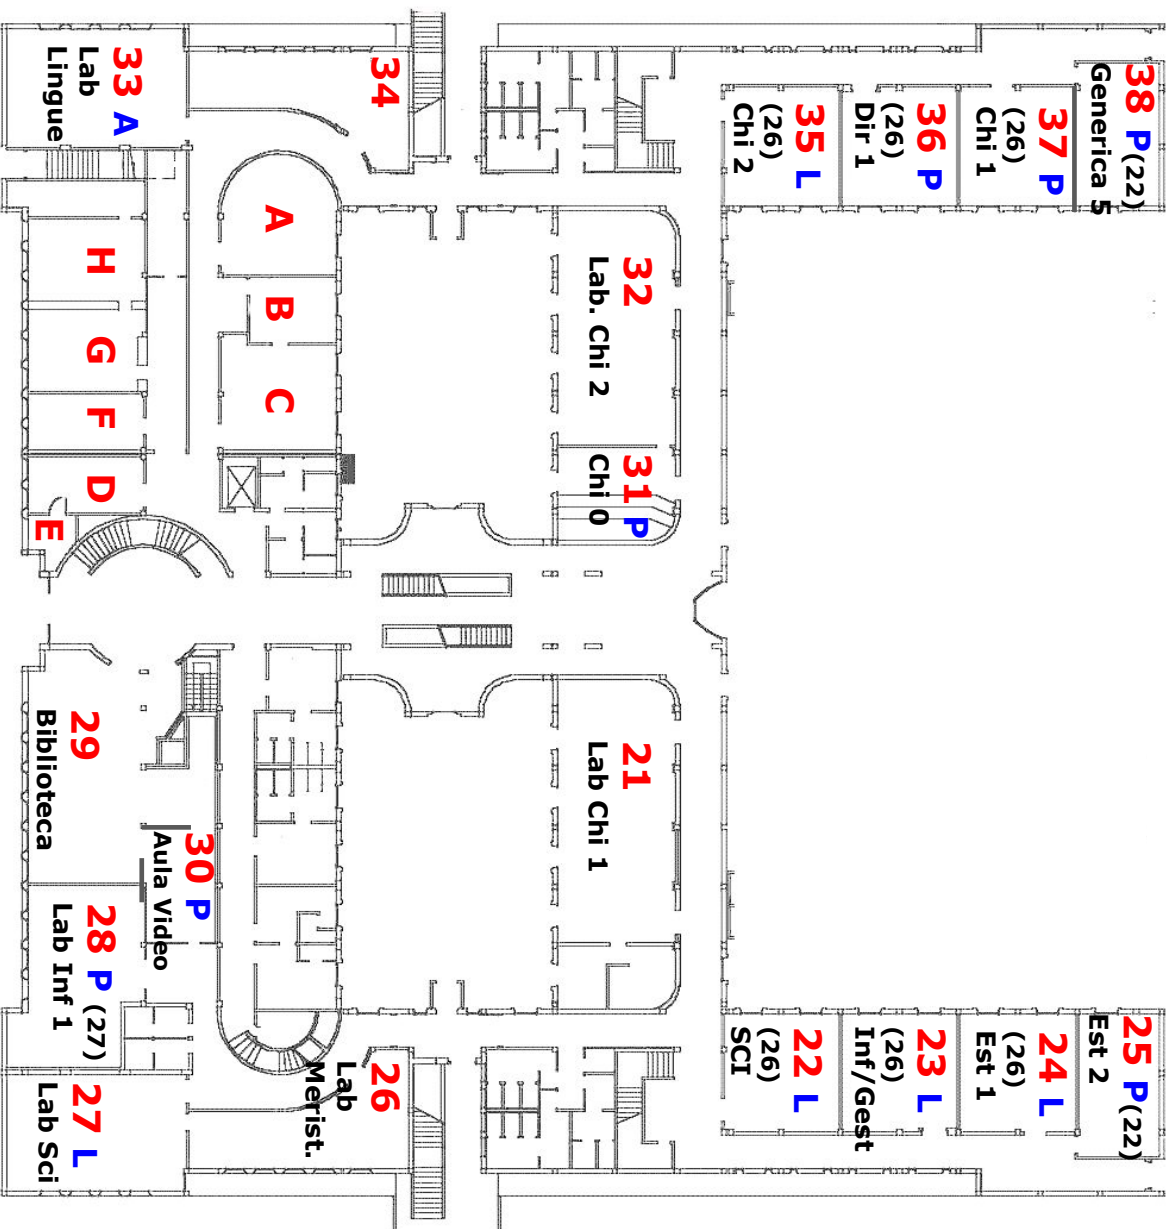 38 P (22)
Generica 5
37 P
(26)
Chi 1
36 P
(26)
Dir 1
35 L
(26)
Chi 2
34
33 A
Lab
Lingue
32
Lab. Chi 2
31 P
Chi 0
A
B
C
H
G
F
D
E
21
Lab Chi 1
29
Biblioteca
30 P
Aula Video
28 P (27)
Lab Inf 1
27 L
Lab Sci
26
Lab
Merist.
25 P (22)
Est 2
24 L
(26)
Est 1
23 L
(26)
Inf/Gest
22 L
(26)
SCI